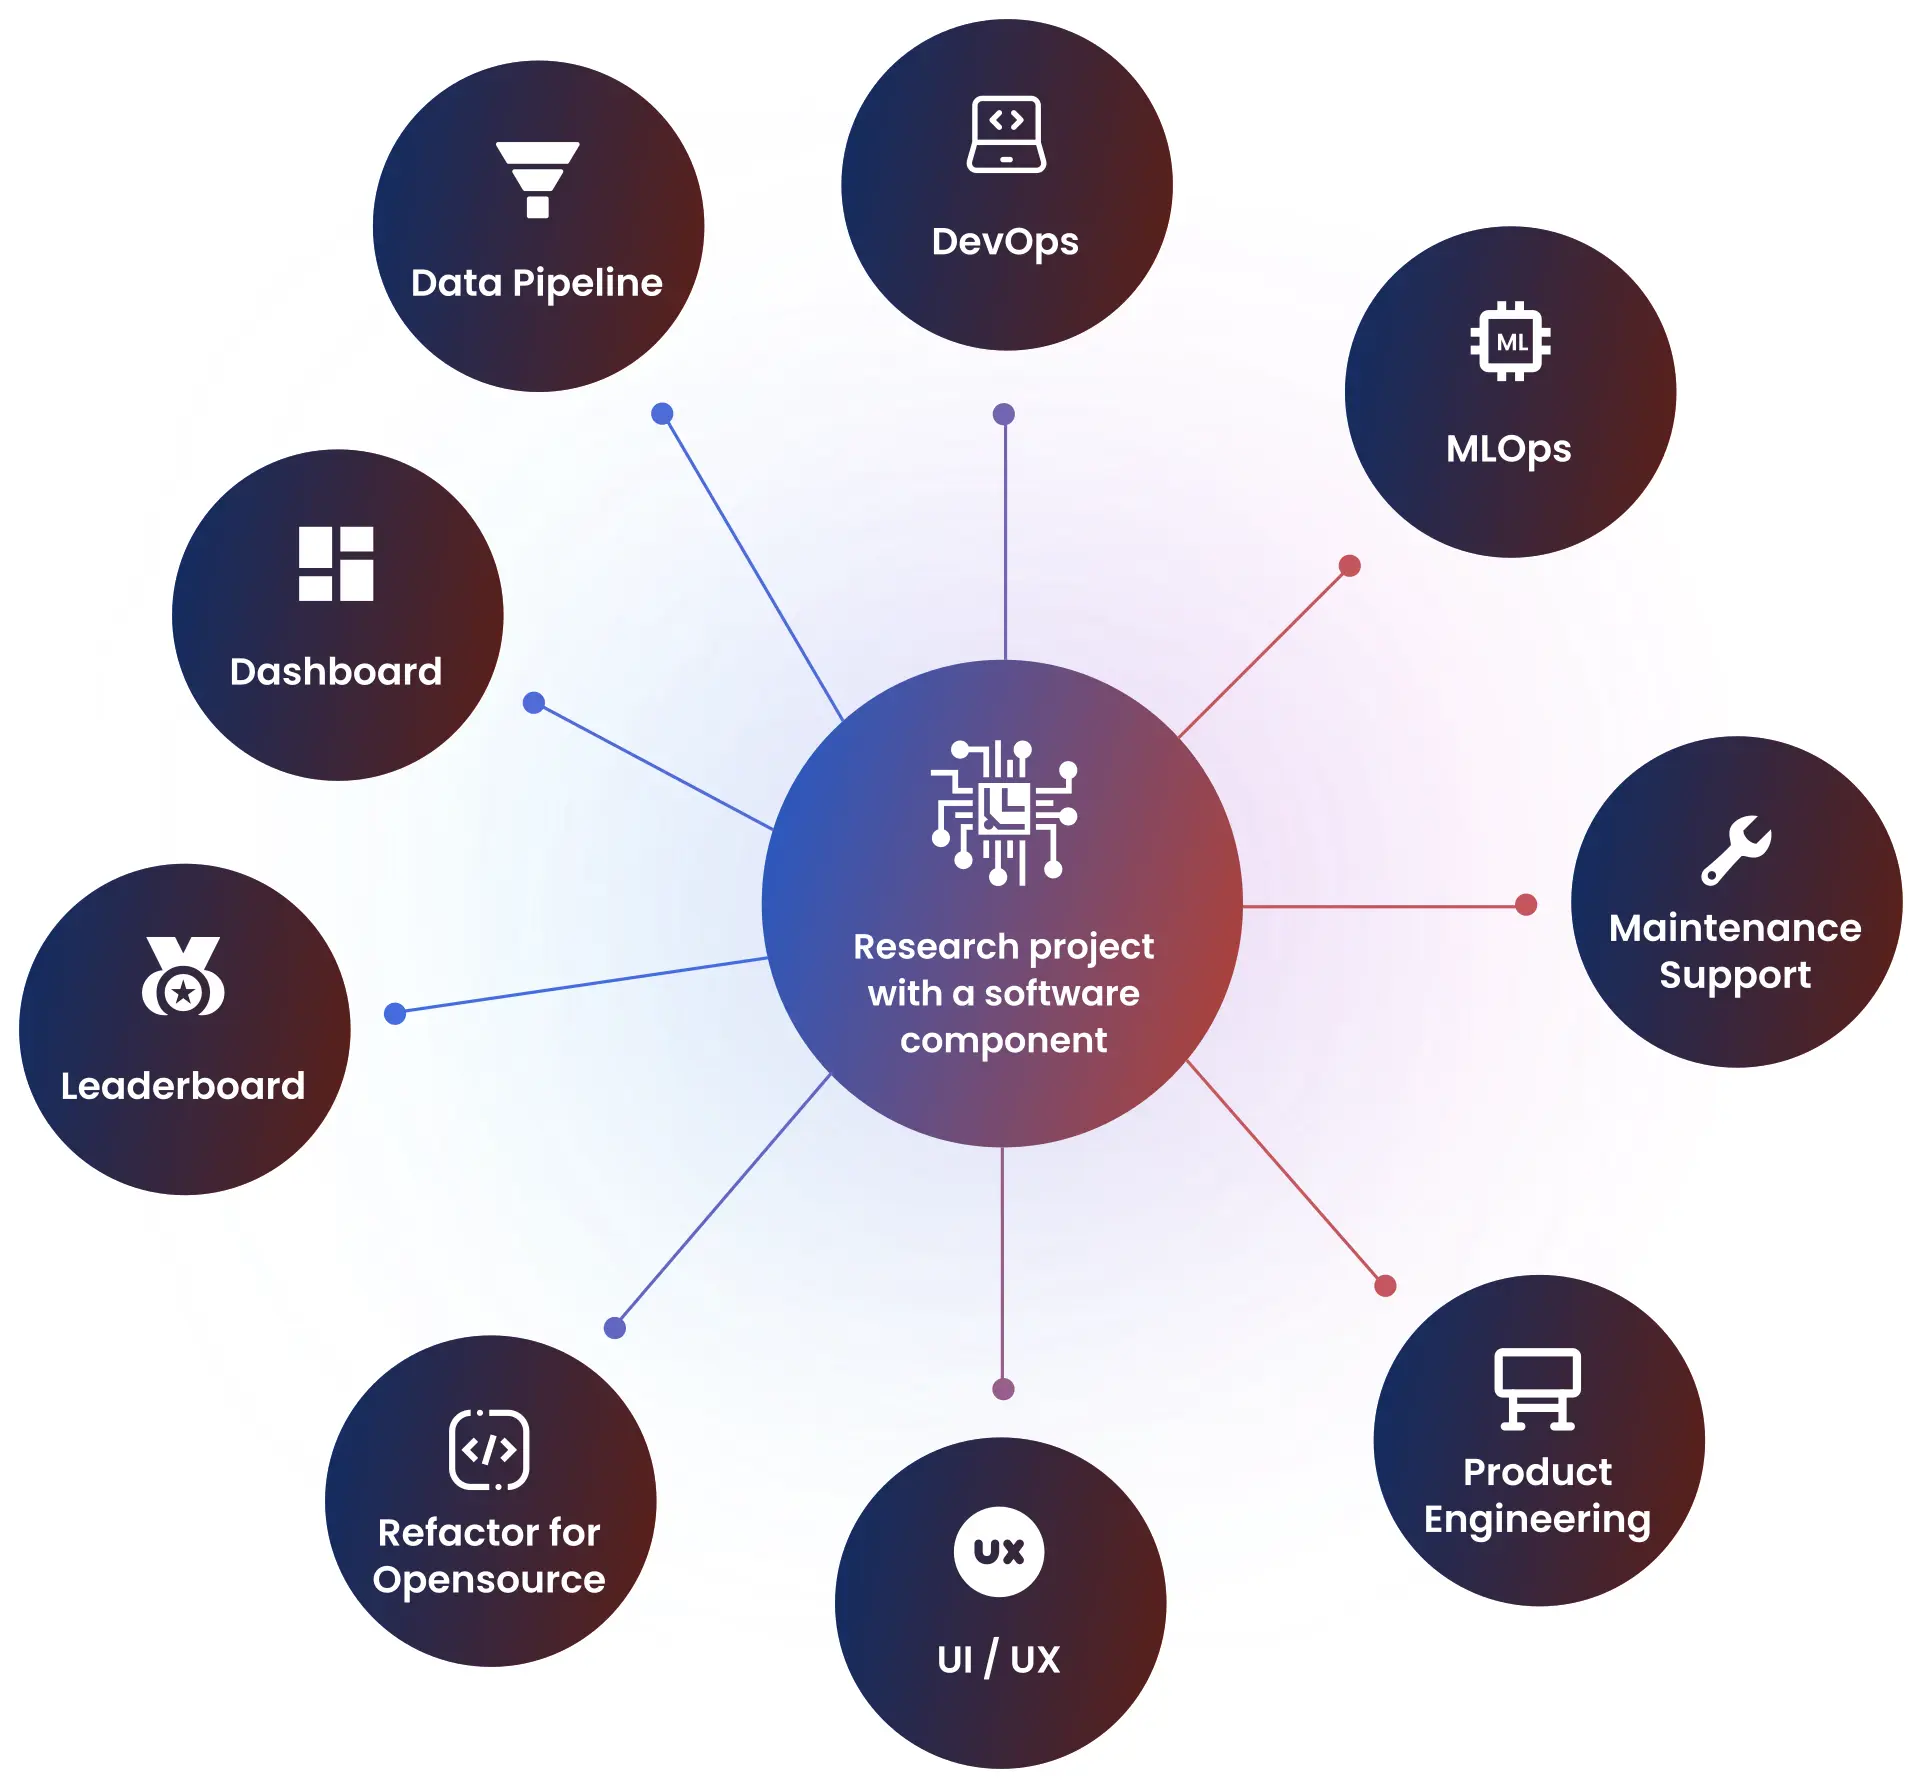 DevOps
Data Pipeline
ML
MLOps
Dashboard
Research project
with a software
component
Maintenance
Support
Leaderboard
Product
Engineering
Refactor for
Opensource
UX
UI / UX